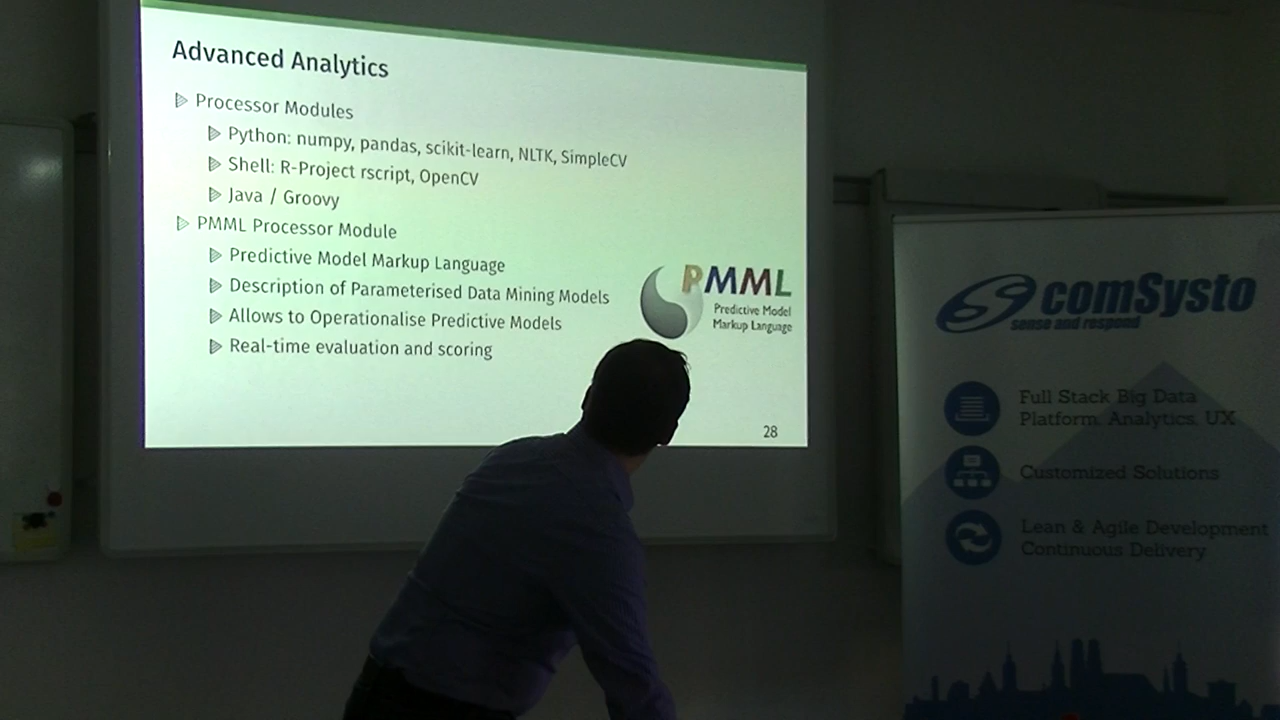 Advanced Analytics
Processor Modules
Python: numpy, pandas, scikit-learn, NLTK, SimpleCV
Shell: R-Project rscript, OpenCV
Java / Groovy
PMML Processor Module
Predictive Model Markup Language
Description of Parameterised Data Mining Models
Allows to Operationalise Predictive Models
Real-time evaluation and scoring
PMML
Predictive Model
Markup Language
28
comSysto
sense and respond
Full Stack Big Data
Platform, Analytics, UX
Customized Solutions
Lean & Agile Development
Continuous Delivery